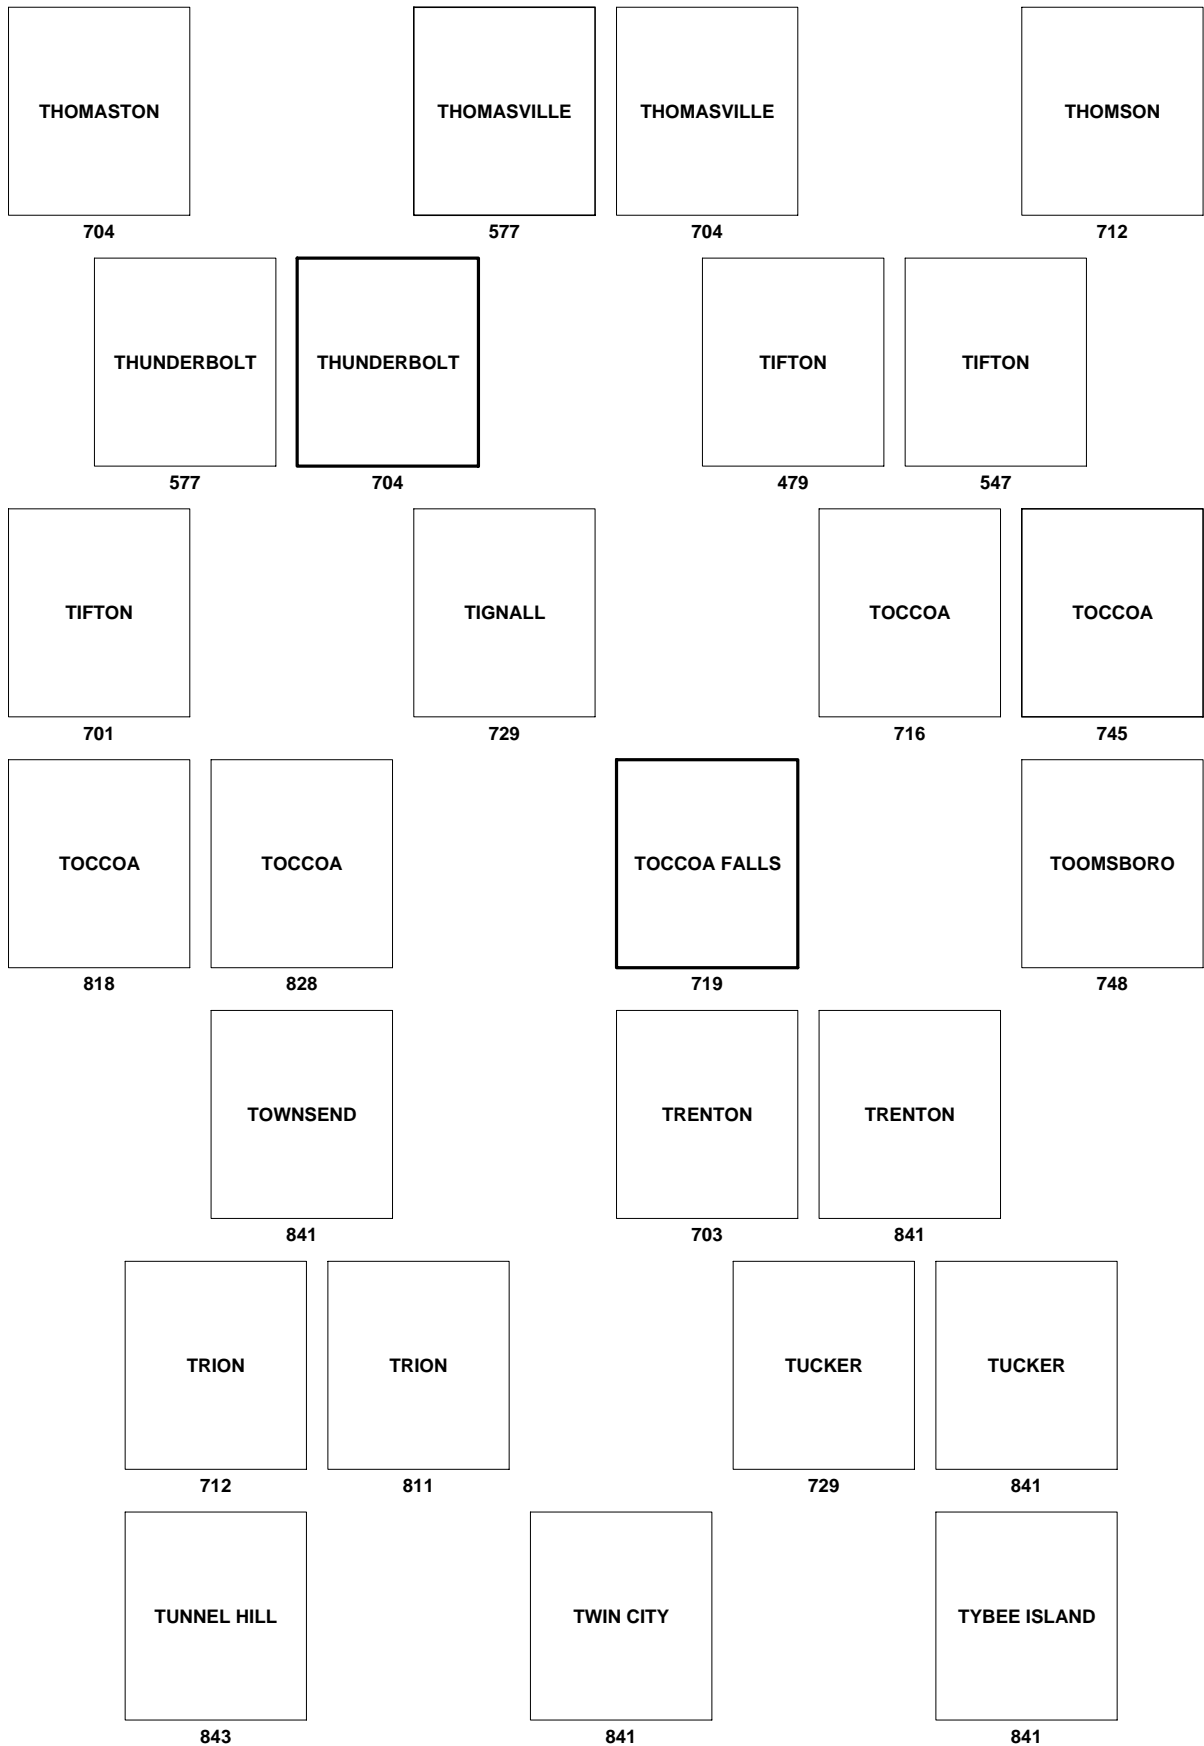 THOMASTON THOMASVILLE THOMASVILLE THOMSON
704 577 704 712
THUNDERBOLT THUNDERBOLT TIFTON TIFTON
577 704 479 547
TIFTON TIGNALL TOCCOA TOCCOA
701 729 716 745
TOCCOA TOCCOA TOCCOA FALLS TOOMSBORO
818 828 719 748
TOWNSEND TRENTON TRENTON
841 703 841
TRION TRION TUCKER TUCKER
712 811 729 841
TUNNEL HILL TWIN CITY TYBEE ISLAND
843 841 841